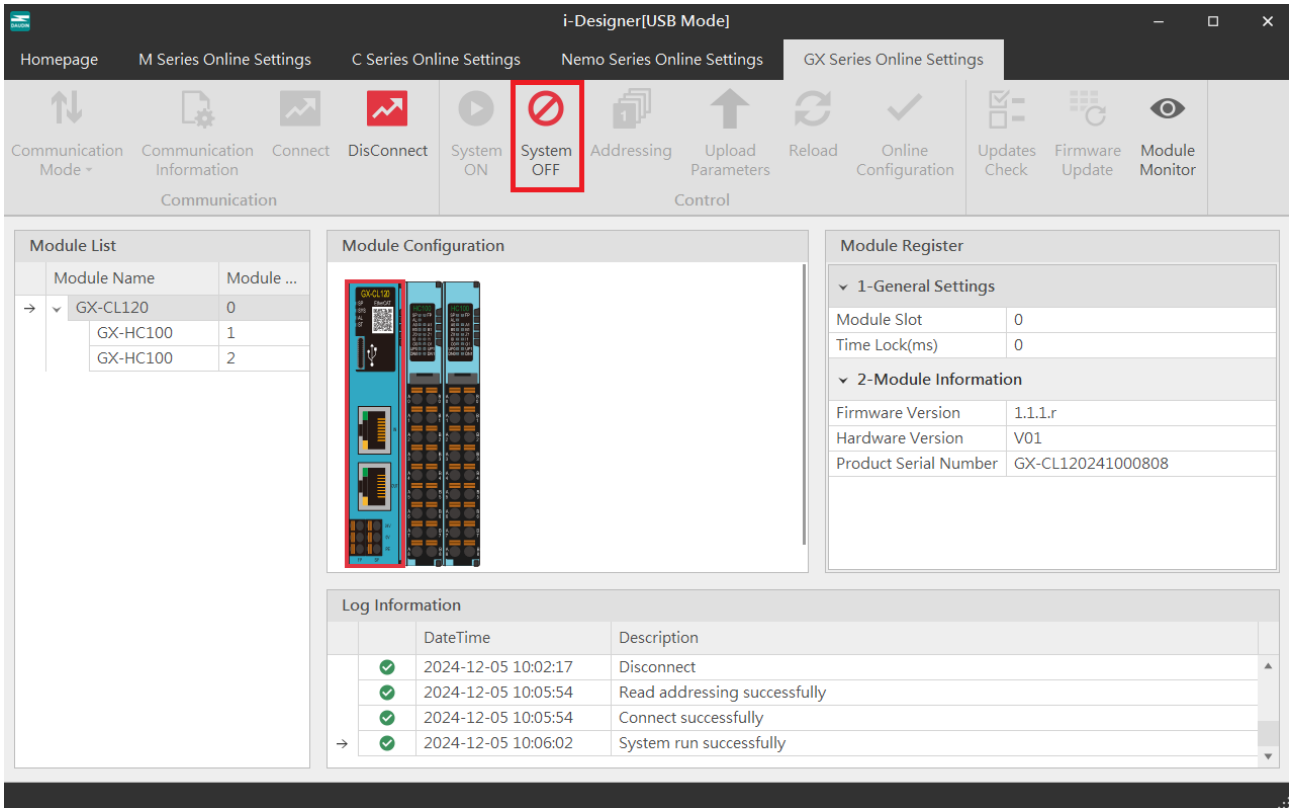 DAUDIN
i-Designer[USB Mode]
Homepage
M Series Online Settings
C Series Online Settings
Nemo Series Online Settings
GX Series Online Settings
Communication
Mode
Communication
Information
Connect
DisConnect
System
ON
System
OFF
1
Addressing
Upload
Parameters
Reload
Online
Configuration
Updates
Check
Firmware
Update
Module
Monitor
Communication
Control
Module List
Module Name Module ...
GX-CL120 0
GX-HC100 1
GX-HC100 2
Module Configuration
GX-CL120
EtherCAT
HC100
HC100
Module Register
1-General Settings
Module Slot 0
Time Lock(ms) 0
2-Module Information
Firmware Version 1.1.1.r
Hardware Version V01
Product Serial Number GX-CL120241000808
Log Information
DateTime Description
2024-12-05 10:02:17 Disconnect
2024-12-05 10:05:54 Read addressing successfully
2024-12-05 10:05:54 Connect successfully
2024-12-05 10:06:02 System run successfully